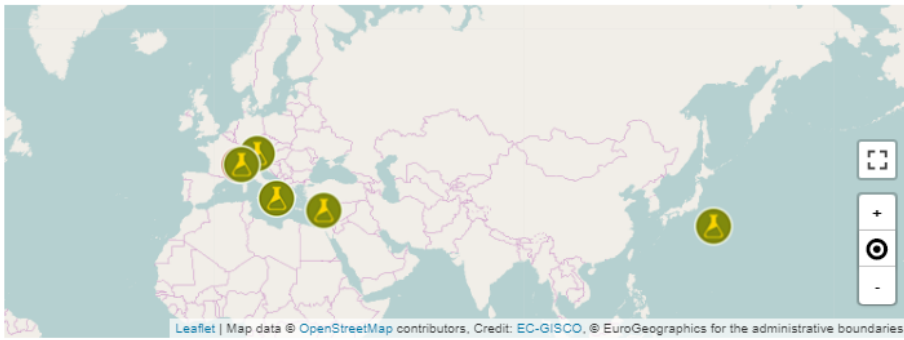 +
-
Leaflet | Map data © OpenStreetMap contributors, Credit: EC-GISCO, © EuroGeographics for the administrative boundaries